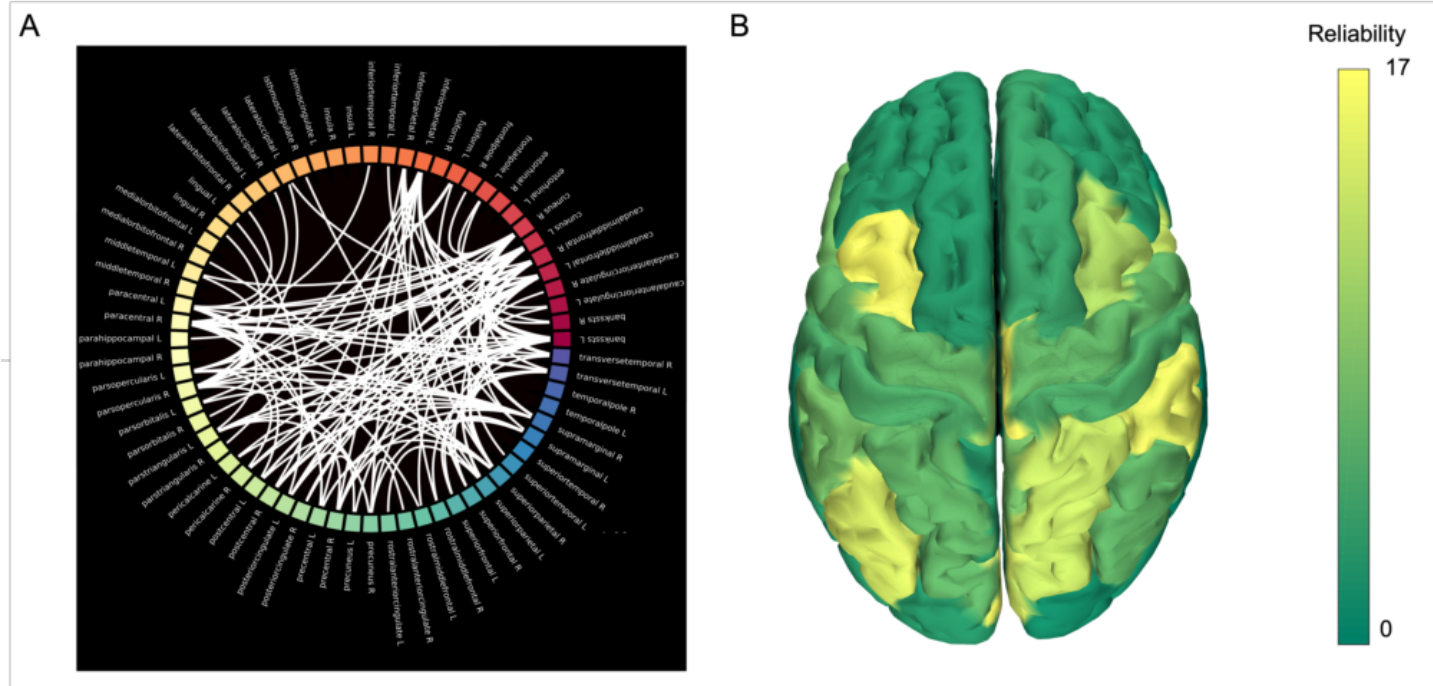 A
B
Reliability
17
0
inferiortemporal R
inferiortemporal L
inferiorparietal R
inferiorparietal L
fusiform R
fusiform L
frontalpole R
frontalpole L
entorhinal R
entorhinal L
cuneus R
cuneus L
caudalmiddlefrontal R
caudalmiddlefrontal L
caudalanteriorcingulate R
caudalanteriorcingulate L
bankssts R
bankssts L
transversetemporal R
transversetemporal L
temporalpole R
temporalpole L
supramarginal R
supramarginal L
superiortemporal R
superiortemporal L
superiorparietal R
superiorparietal L
superiorfrontal R
superiorfrontal L
rostralmiddlefrontal R
rostralmiddlefrontal L
rostralanteriorcingulate R
rostralanteriorcingulate L
precuneus R
precuneus L
precentral R
precentral L
posteriorcingulate R
posteriorcingulate L
postcentral R
postcentral L
pericalcarine R
pericalcarine L
parstriangularis R
parstriangularis L
parsorbitalis R
parsorbitalis L
parsopercularis R
parsopercularis L
parahippocampal R
parahippocampal L
paracentral R
paracentral L
middletemporal R
middletemporal L
medialorbitofrontal R
medialorbitofrontal L
lingual R
lingual L
lateralorbitofrontal R
lateralorbitofrontal L
lateraloccipital R
lateraloccipital L
isthmuscingulate R
isthmuscingulate L
insula R
insula L